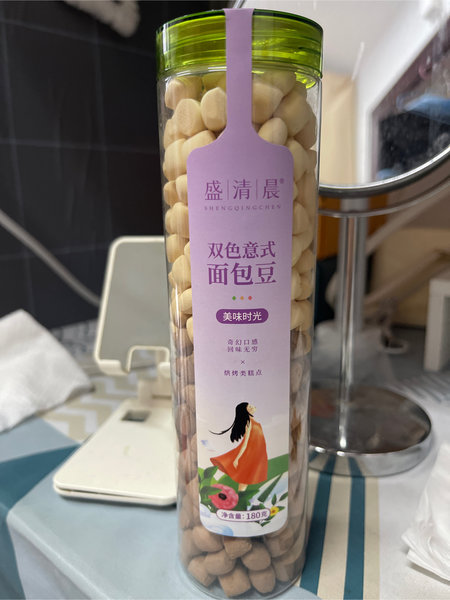 盛清晨®
SHENGQINGCHEN
双色意式
面包豆
美味时光
奇幻口感
回味无穷
×
烘烤类糕点
净含量:180克